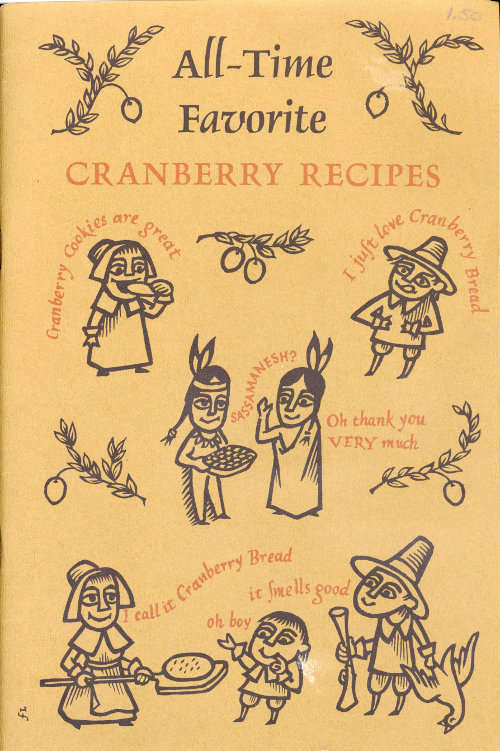 1.50
All-Time
Favorite
CRANBERRY RECIPES
Cranberry Cookies are great
I juſt love Cranberry Bread
SASSAMANESH?
Oh thank you
VERY much
I call it Cranberry Bread
it ſmells good
oh boy